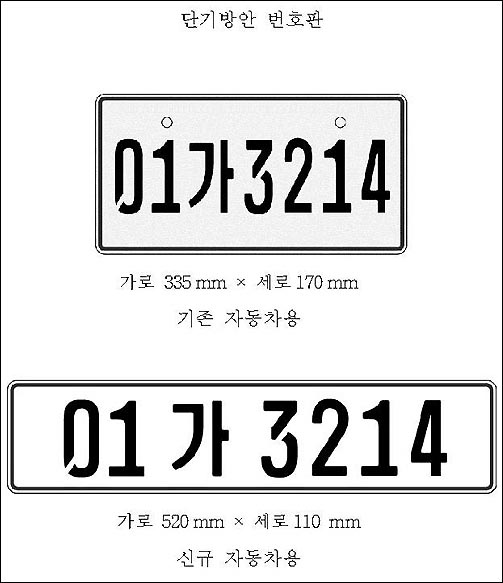 단기방안 번호판
01가3214
가로 335 mm × 세로 170 mm
기존 자동차용
01 가 3214
가로 520 mm × 세로 110 mm
신규 자동차용